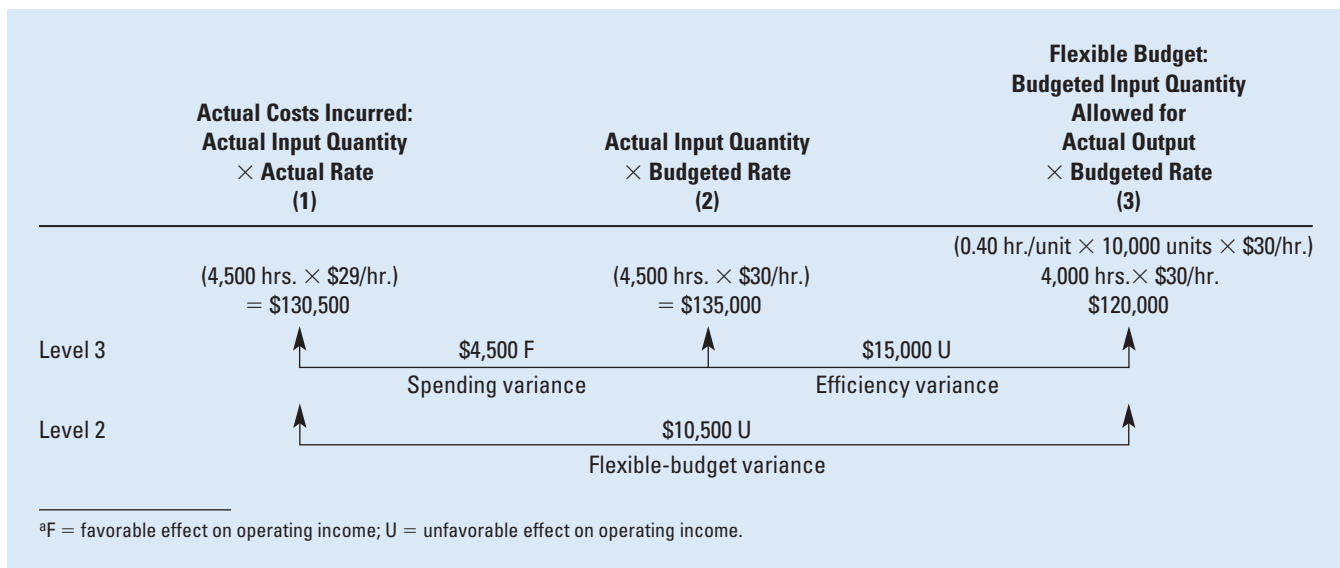 Flexible Budget:
Budgeted Input Quantity
Actual Costs Incurred: Allowed for
Actual Input Quantity Actual Input Quantity Actual Output
× Actual Rate × Budgeted Rate × Budgeted Rate
(1) (2) (3)
(0.40 hr./unit × 10,000 units × $30/hr.)
(4,500 hrs. × $29/hr.) (4,500 hrs. × $30/hr.) 4,000 hrs.× $30/hr.
= $130,500 = $135,000 $120,000
Level 3 $4,500 F $15,000 U
Spending variance Efficiency variance
Level 2 $10,500 U
Flexible-budget variance
ᵃF = favorable effect on operating income; U = unfavorable effect on operating income.